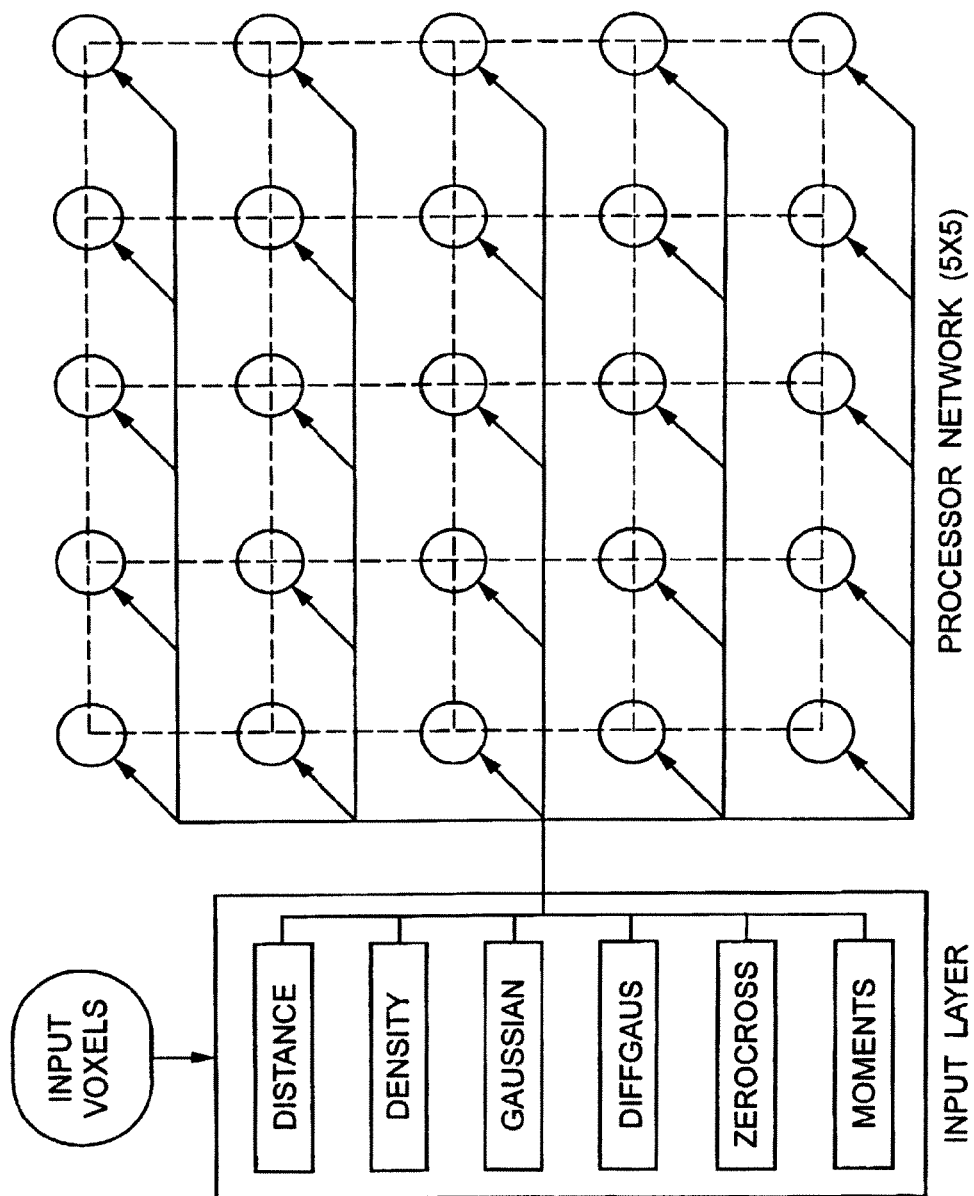 INPUT
VOXELS
DISTANCE
DENSITY
GAUSSIAN
DIFFGAUS
ZEROCROSS
MOMENTS
INPUT LAYER
PROCESSOR NETWORK (5X5)